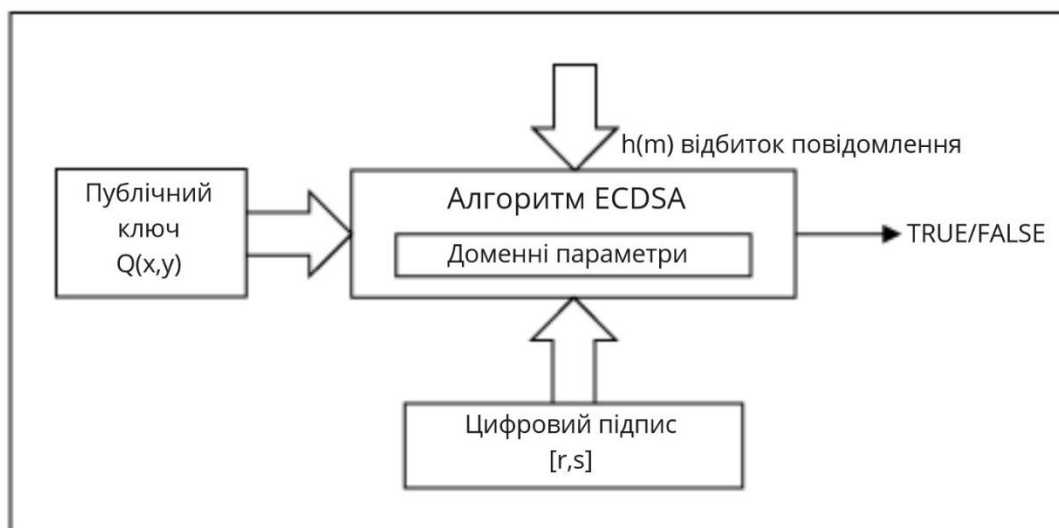 h(m) відбиток повідомлення
Публічний
ключ
Q(x,y)
Алгоритм ECDSA
Доменні параметри
TRUE/FALSE
Цифровий підпис
[r,s]